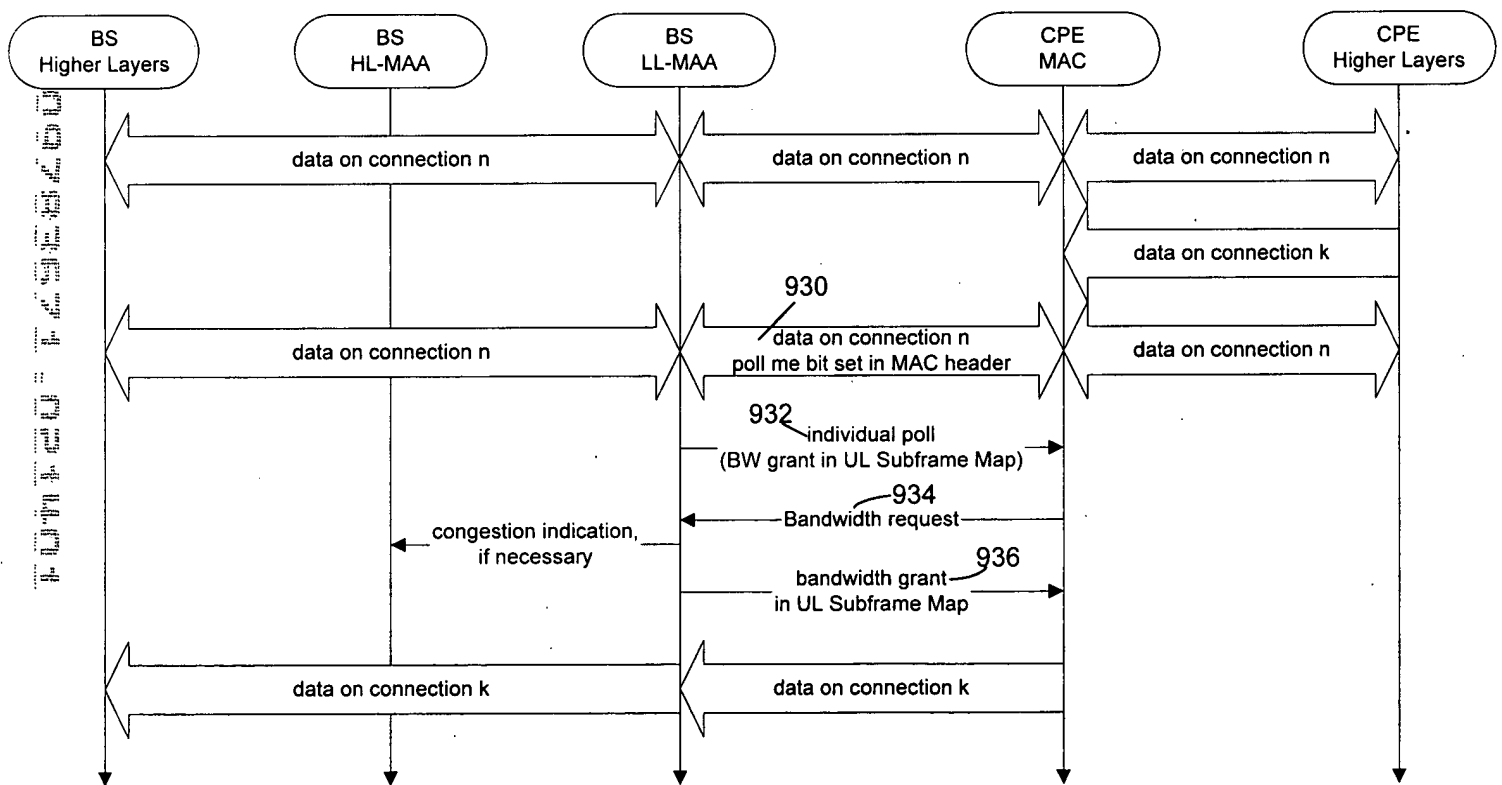 BS
Higher Layers
BS
HL-MAA
BS
LL-MAA
CPE
MAC
CPE
Higher Layers
data on connection n
data on connection n
data on connection n
data on connection k
930
data on connection n
data on connection n
poll me bit set in MAC header
data on connection n
932
individual poll
(BW grant in UL Subframe Map)
934
Bandwidth request
congestion indication,
if necessary
936
bandwidth grant
in UL Subframe Map
data on connection k
data on connection k